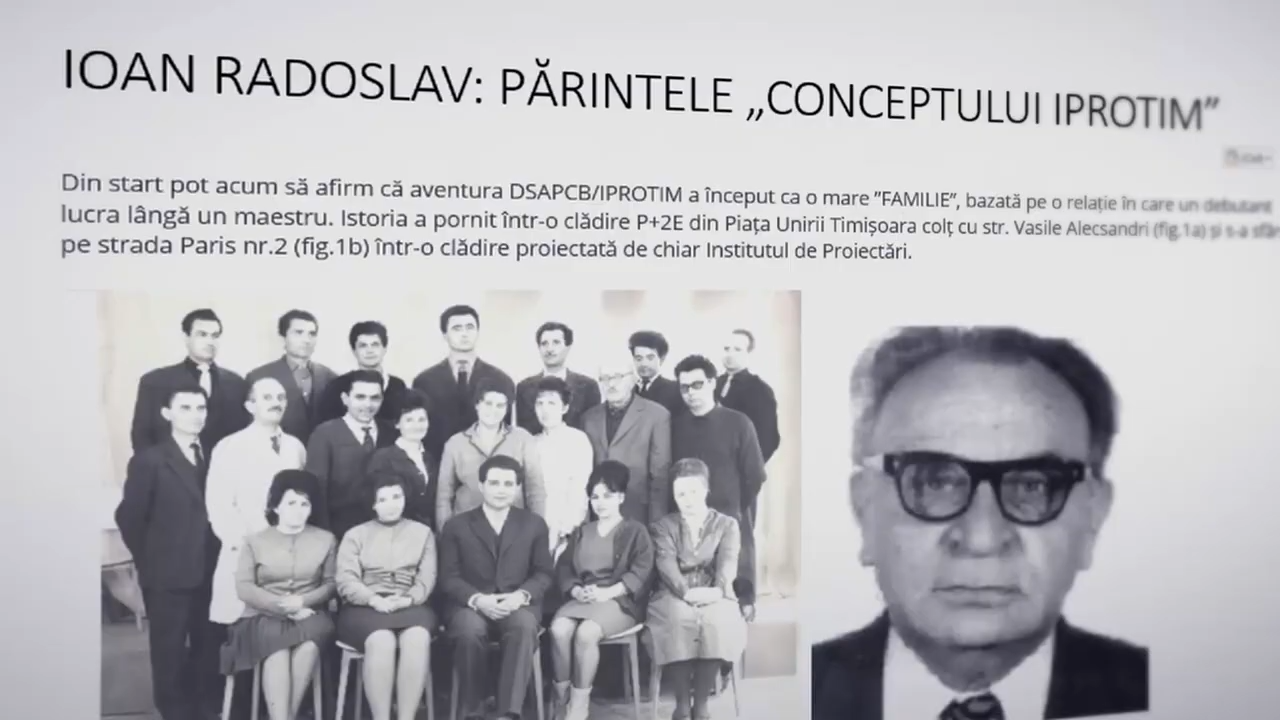 IOAN RADOSLAV: PĂRINTELE „CONCEPTULUI IPROTIM”
Din start pot acum să afirm că aventura DSAPCB/IPROTIM a început ca o mare ”FAMILIE”, bazată pe o relație în care un debutant
lucra lângă un maestru. Istoria a pornit într-o clădire P+2E din Piața Unirii Timișoara colț cu str. Vasile Alecsandri (fig.1a) și s-a
pe strada Paris nr.2 (fig.1b) într-o clădire proiectată de chiar Institutul de Proiectări.